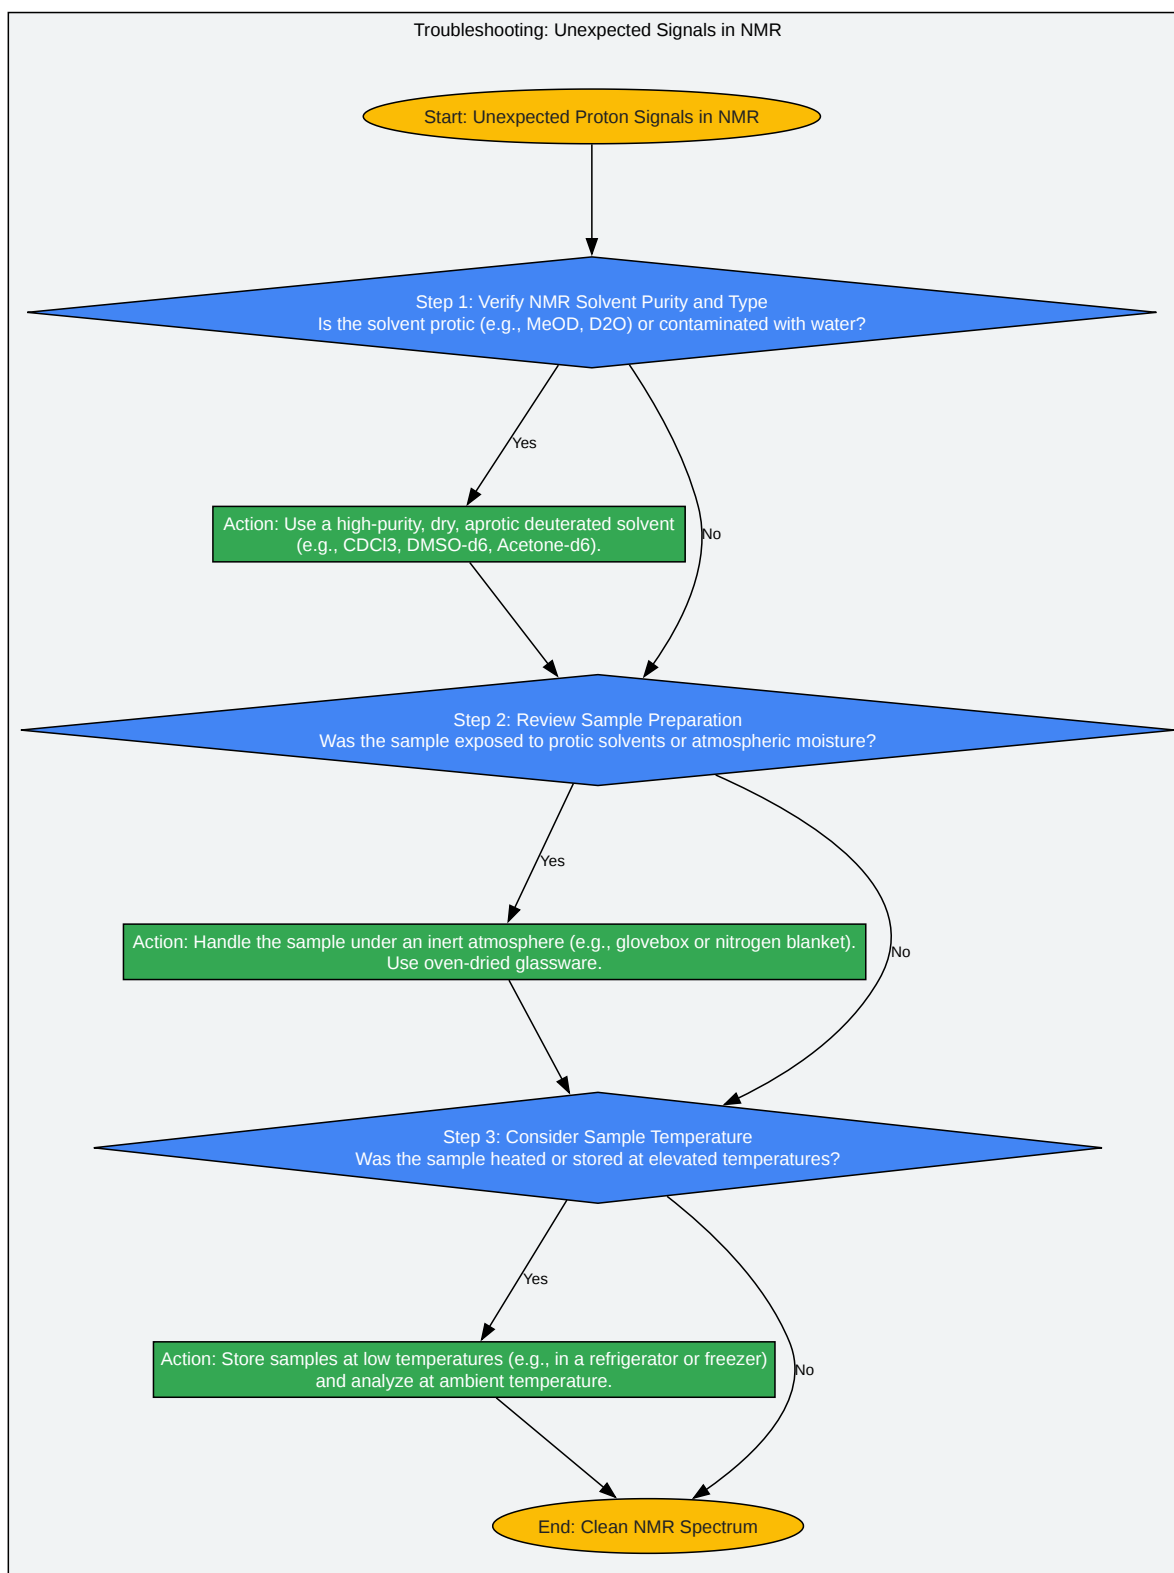 Troubleshooting: Unexpected Signals in NMR
Start: Unexpected Proton Signals in NMR
Step 1: Verify NMR Solvent Purity and Type
Is the solvent protic (e.g., MeOD, D2O) or contaminated with water?
Yes
Action: Use a high-purity, dry, aprotic deuterated solvent
(e.g., CDCl3, DMSO-d6, Acetone-d6).
No
Step 2: Review Sample Preparation
Was the sample exposed to protic solvents or atmospheric moisture?
Yes
Action: Handle the sample under an inert atmosphere (e.g., glovebox or nitrogen blanket).
Use oven-dried glassware.
No
Step 3: Consider Sample Temperature
Was the sample heated or stored at elevated temperatures?
Yes
Action: Store samples at low temperatures (e.g., in a refrigerator or freezer)
and analyze at ambient temperature.
No
End: Clean NMR Spectrum